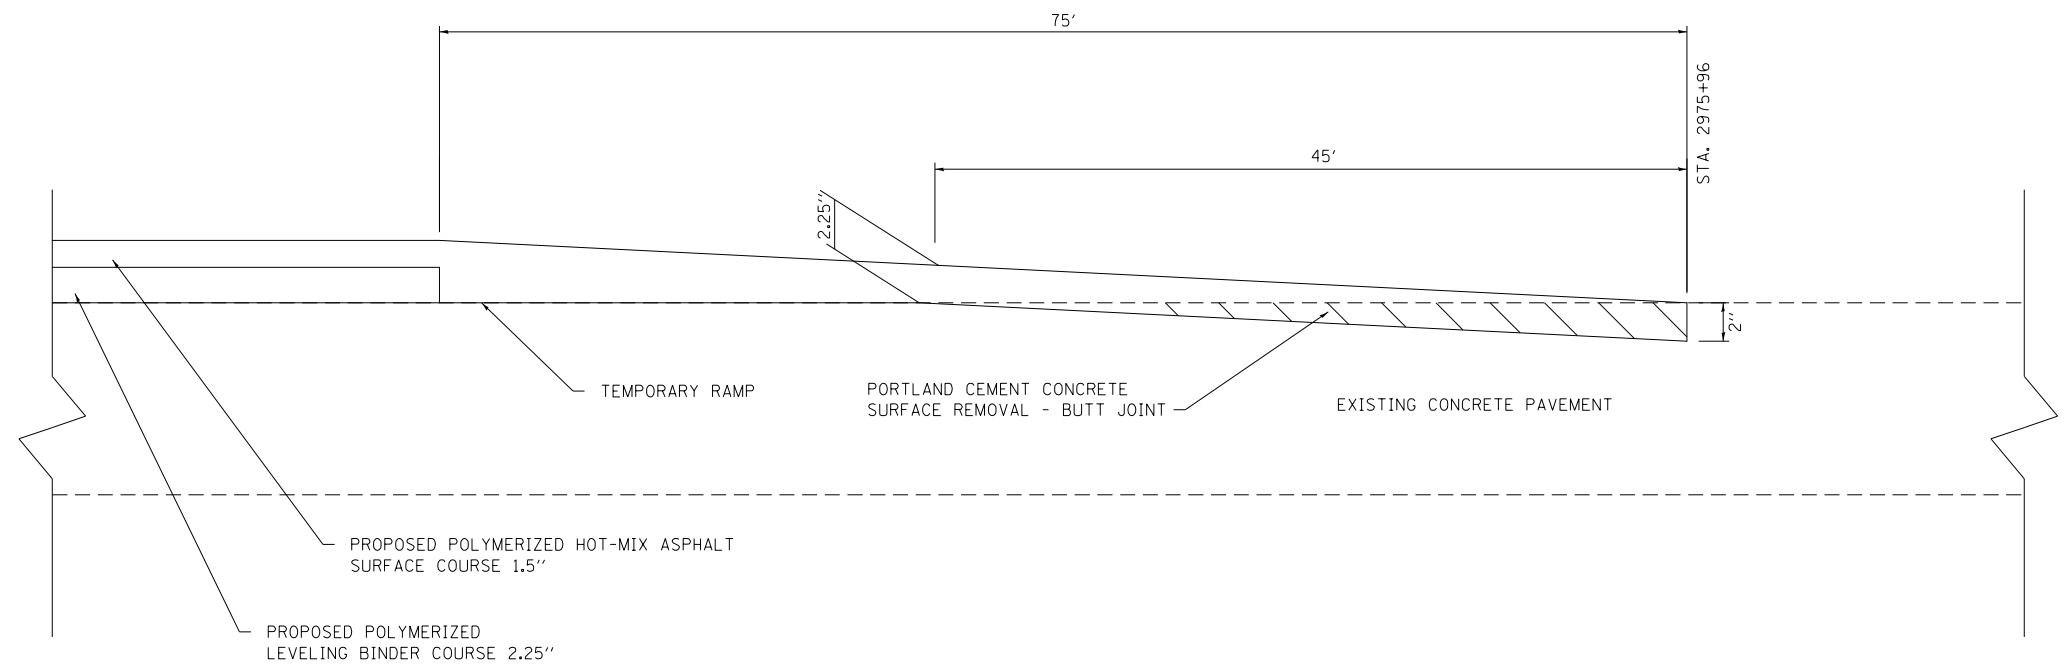 75'
STA. 2975+96
45'
2.25"
2"
TEMPORARY RAMP
PORTLAND CEMENT CONCRETE
SURFACE REMOVAL - BUTT JOINT
EXISTING CONCRETE PAVEMENT
PROPOSED POLYMERIZED HOT-MIX ASPHALT
SURFACE COURSE 1.5"
PROPOSED POLYMERIZED
LEVELING BINDER COURSE 2.25"